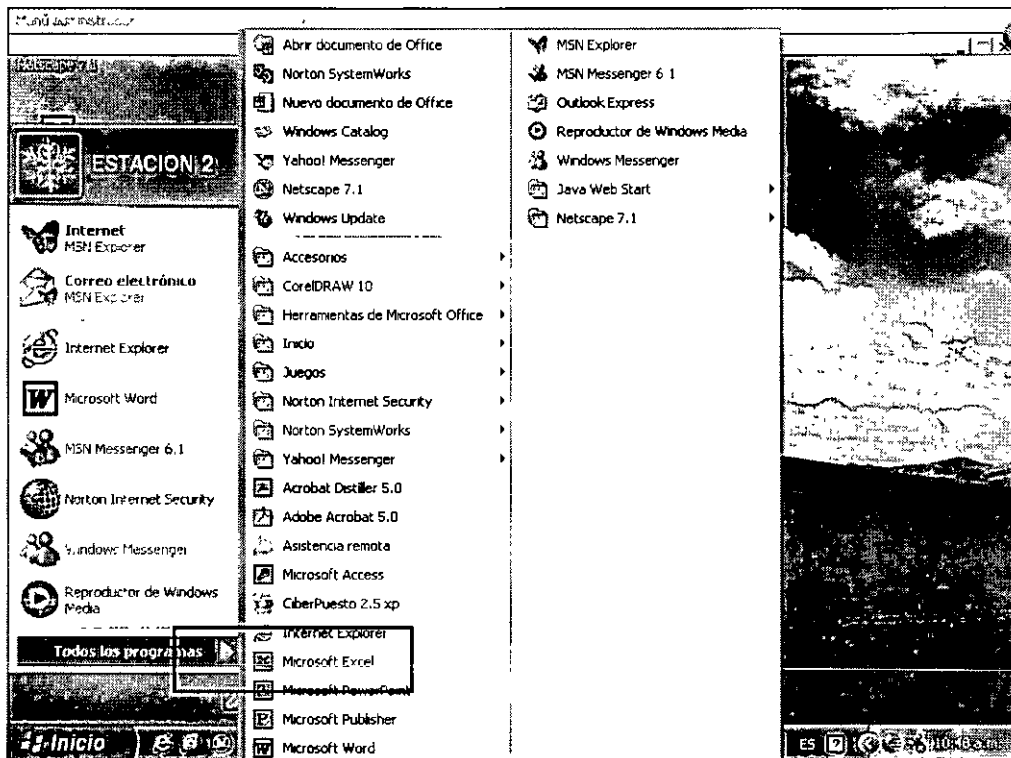 ESTACION 2
Internet
MSN Explorer
Correo electrónico
MSN Explorer
Internet Explorer
Microsoft Word
MSN Messenger 6.1
Norton Internet Security
Windows Messenger
Reproductor de Windows
Media
Todos los programas
Inicio
Abrir documento de Office
Norton SystemWorks
Nuevo documento de Office
Windows Catalog
Yahoo! Messenger
Netscape 7.1
Windows Update
Accesorios
CorelDRAW 10
Herramientas de Microsoft Office
Inicio
Juegos
Norton Internet Security
Norton SystemWorks
Yahoo! Messenger
Acrobat Distiller 5.0
Adobe Acrobat 5.0
Asistencia remota
Microsoft Access
CiberPuesto 2.5 xp
Internet Explorer
Microsoft Excel
Microsoft PowerPoint
Microsoft Publisher
Microsoft Word
MSN Explorer
MSN Messenger 6 1
Outlook Express
Reproductor de Windows Media
Windows Messenger
Java Web Start
Netscape 7.1
ES